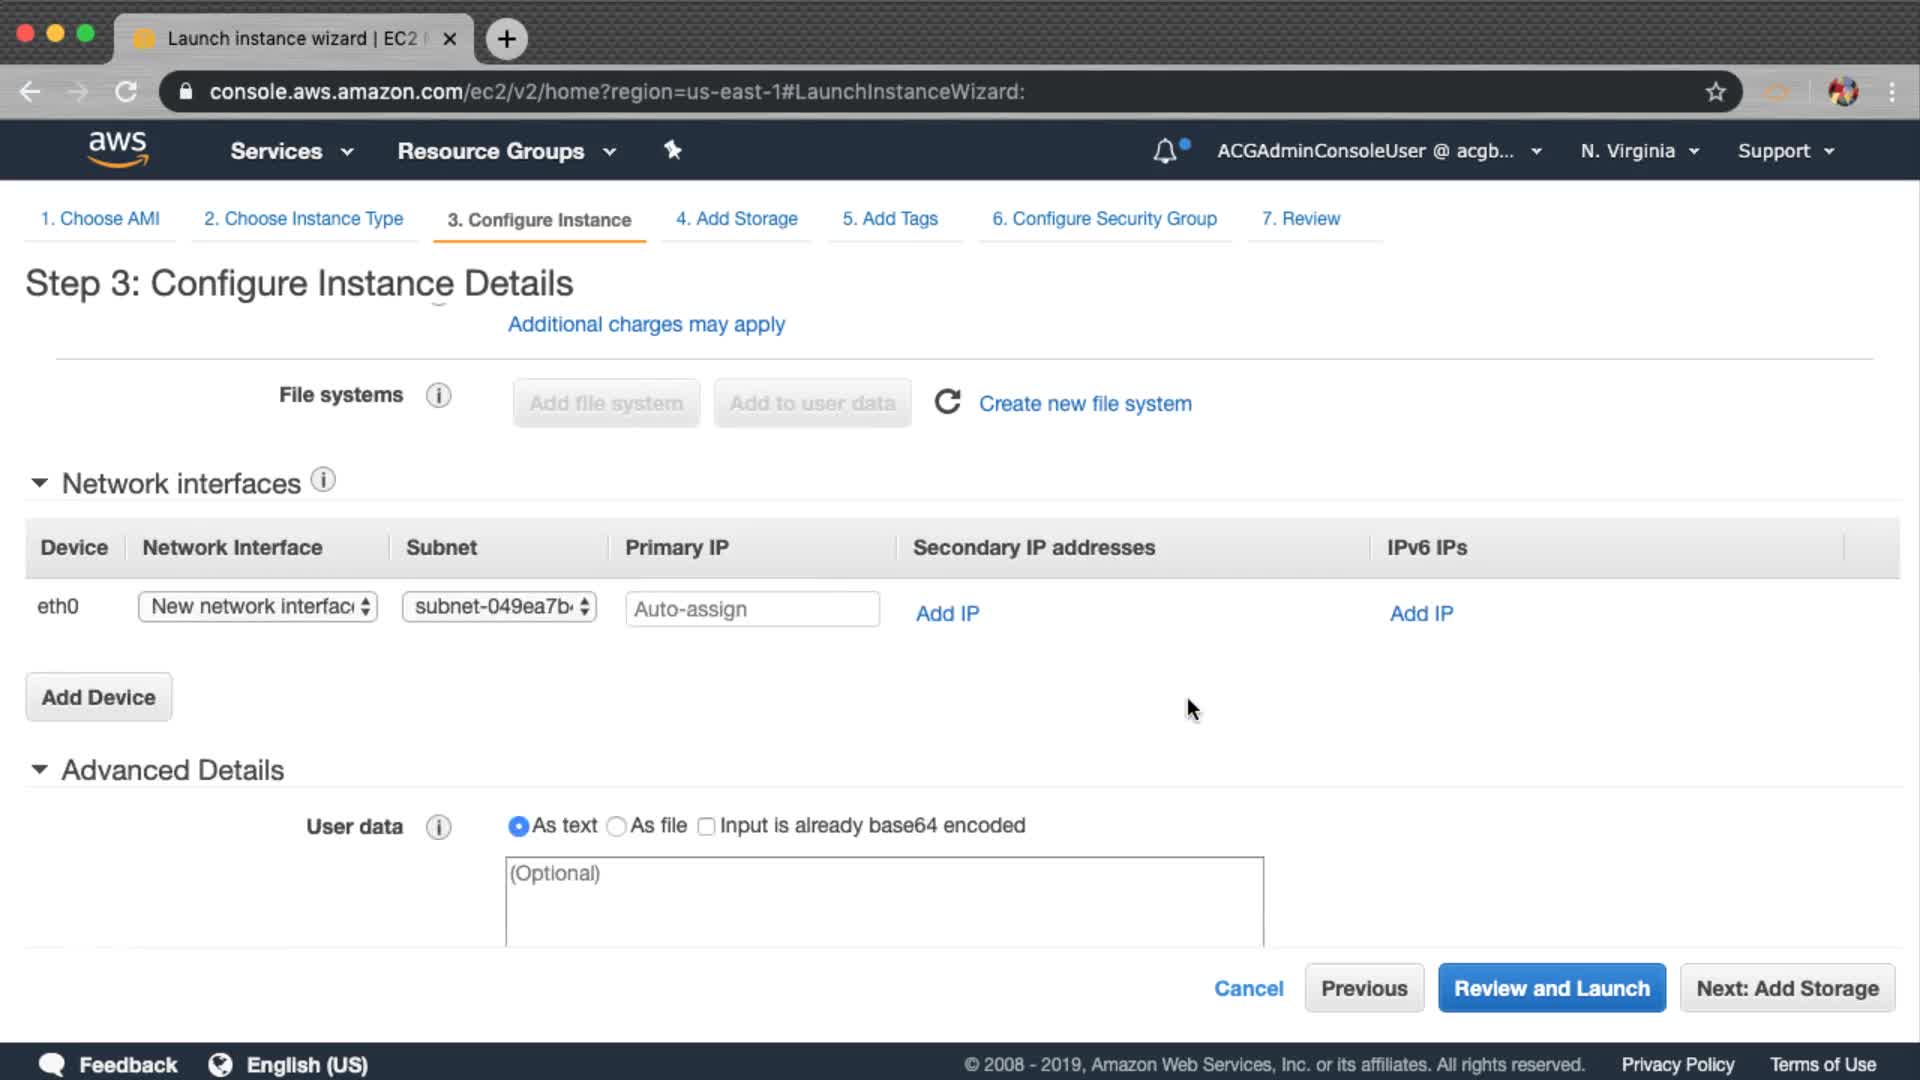 Launch instance wizard | EC2
console.aws.amazon.com/ec2/v2/home?region=us-east-1#LaunchInstanceWizard:
aws Services Resource Groups ACGAdminConsoleUser @ acgb... N. Virginia Support
1. Choose AMI 2. Choose Instance Type 3. Configure Instance 4. Add Storage 5. Add Tags 6. Configure Security Group 7. Review
Step 3: Configure Instance Details
Additional charges may apply
File systems i Add file system Add to user data Create new file system
Network interfaces i
Device Network Interface Subnet Primary IP Secondary IP addresses IPv6 IPs
eth0 New network interfac subnet-049ea7b Auto-assign Add IP Add IP
Add Device
Advanced Details
User data i As text As file Input is already base64 encoded
(Optional)
Cancel Previous Review and Launch Next: Add Storage
Feedback English (US) © 2008 - 2019, Amazon Web Services, Inc. or its affiliates. All rights reserved. Privacy Policy Terms of Use